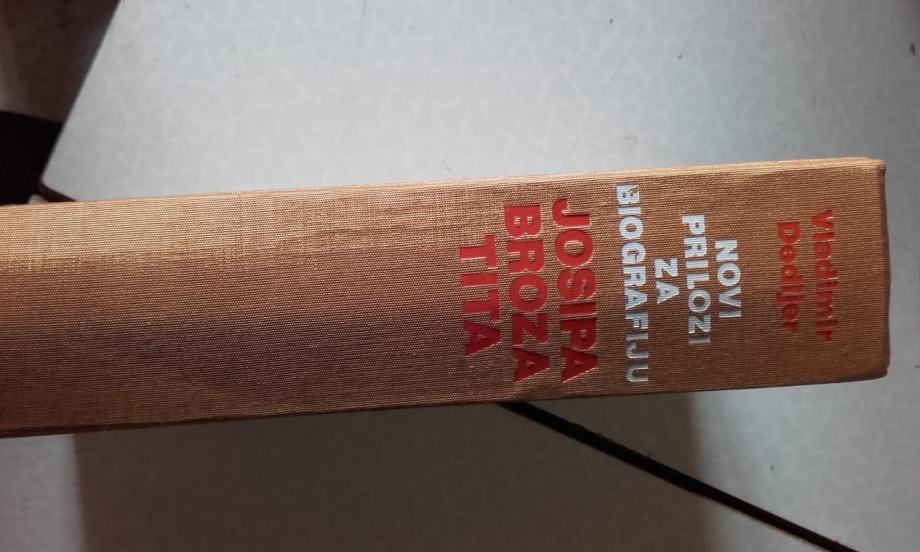 Vladimir
Dedijer
NOVI
PRILOZI
ZA
BIOGRAFIJU
JOSIPA
BROZA
TITA